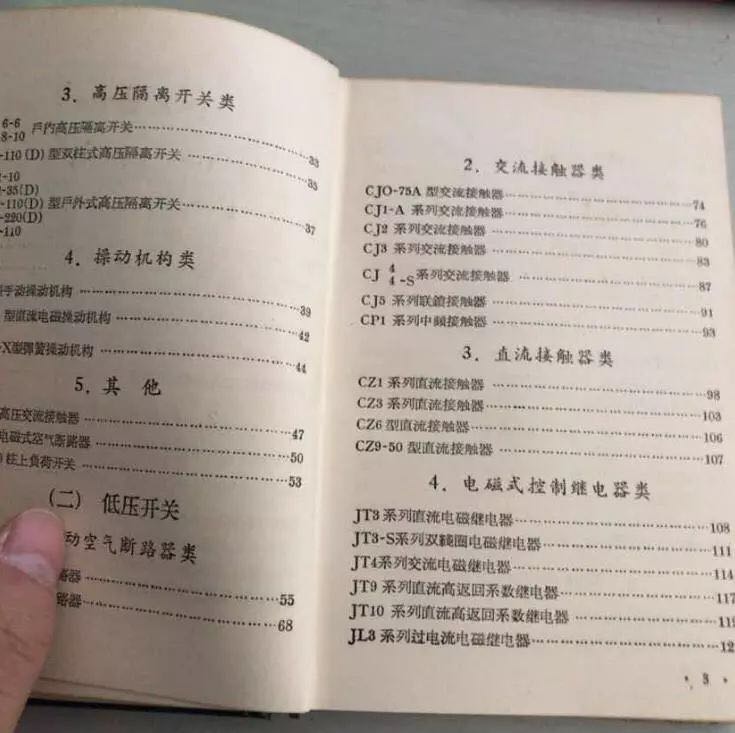 3．高压隔离开关类
6-6
8-10 戶內高压隔离开关……33
-110(D)型双柱式高压隔离开关……35
-10
-35(D)
-110(D)型戶外式高压隔离开关……37
-220(D)
-110
4．操动机构类
手动操动机构……39
型直流电磁操动机构……42
-X型弹簧操动机构……44
5．其 他
高压交流接触器……47
电磁式空气断路器……50
柱上负荷开关……53
(二) 低压开关
动空气断路器类
路器……55
路器……68
2．交流接触器类
CJO-75A 型交流接触器……74
CJ1-A 系列交流接触器……76
CJ2 系列交流接触器……80
CJ3 系列交流接触器……83
CJ 4
4-S系列交流接触器……87
CJ5 系列联鎖接触器……91
CP1 系列中頻接触器……93
3．直流接触器类
CZ1 系列直流接触器……98
CZ3 系列直流接触器……103
CZ6 型直流接触器……106
CZ9-50 型直流接触器……107
4．电磁式控制继电器类
JT3 系列直流电磁继电器……108
JT3-S系列双綫圈电磁继电器……111
JT4系列交流电磁继电器……114
JT9 系列直流高返回系数继电器……117
JT10 系列直流高返回系数继电器……119
JL3 系列过电流电磁继电器……12
· 3 ·